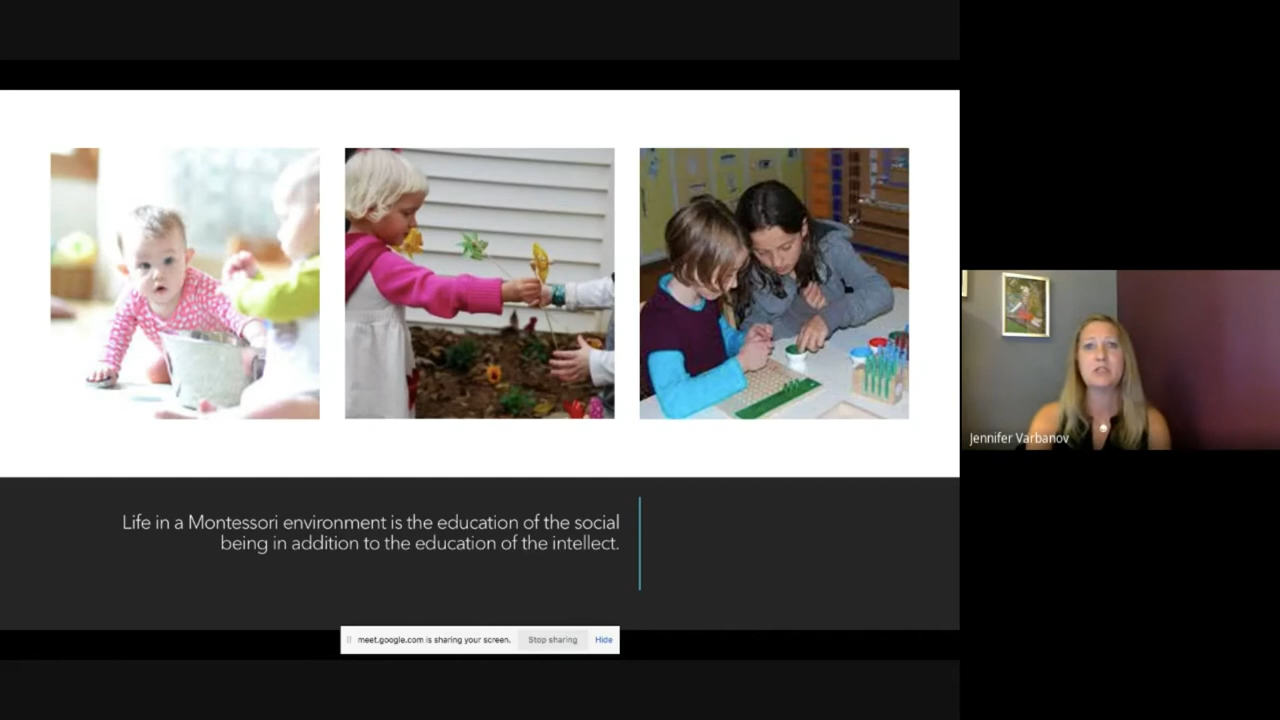 Life in a Montessori environment is the education of the social
being in addition to the education of the intellect.
Jennifer Varbanov
meet.google.com is sharing your screen.
Stop sharing
Hide